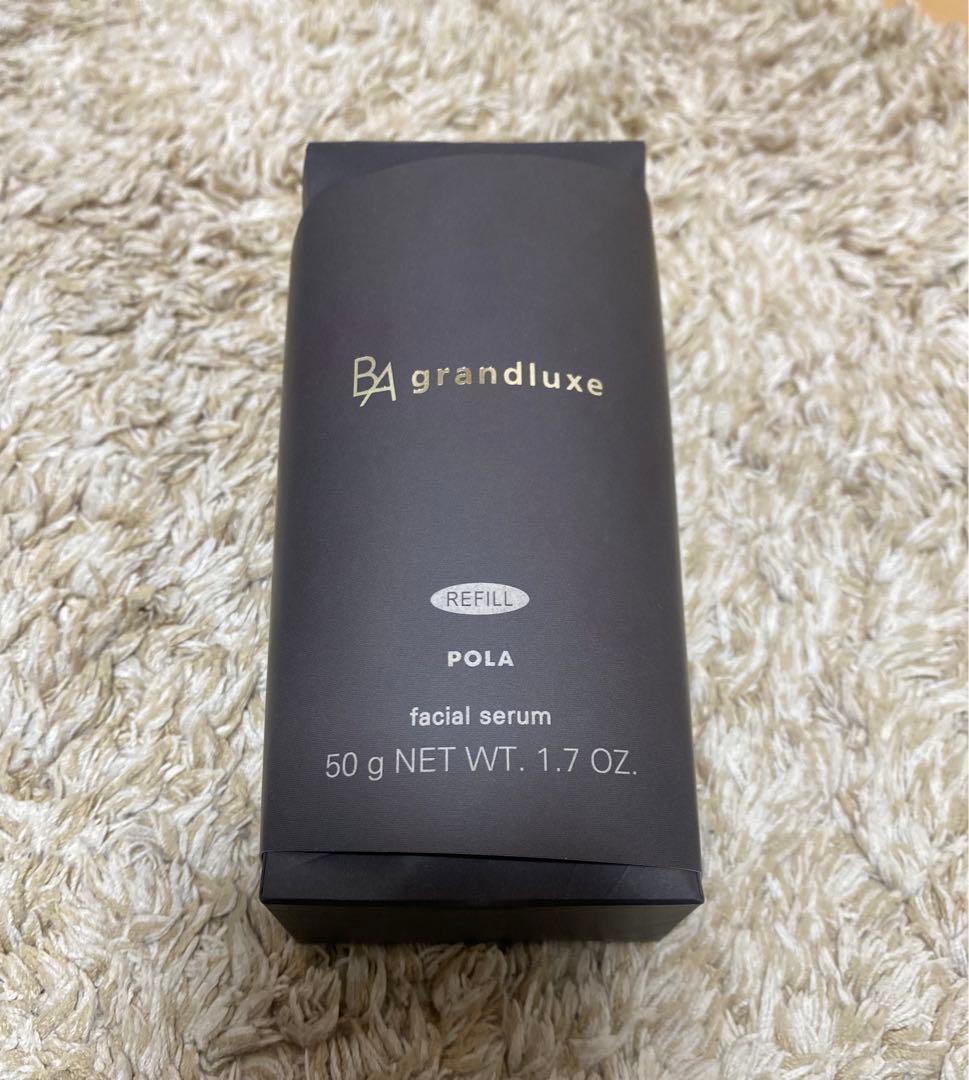 BA grandluxe
REFILL
POLA
facial serum
50 g NET WT. 1.7 OZ.